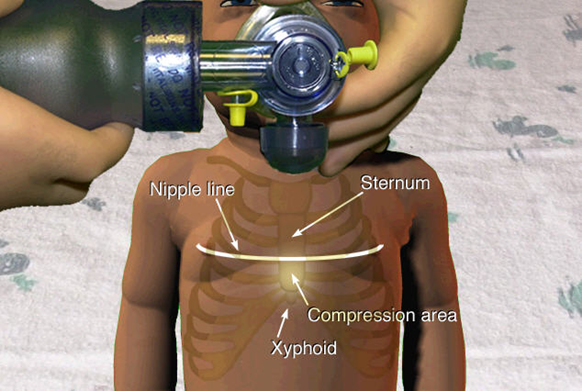 Nipple line
Sternum
Compression area
Xyphoid